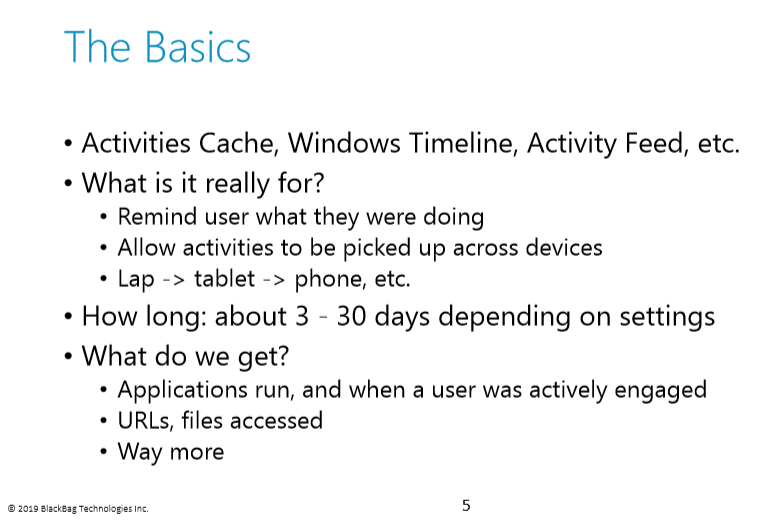 The Basics
• Activities Cache, Windows Timeline, Activity Feed, etc.
• What is it really for?
• Remind user what they were doing
• Allow activities to be picked up across devices
• Lap -> tablet -> phone, etc.
• How long: about 3 - 30 days depending on settings
• What do we get?
• Applications run, and when a user was actively engaged
• URLs, files accessed
• Way more
© 2019 BlackBag Technologies Inc.
5